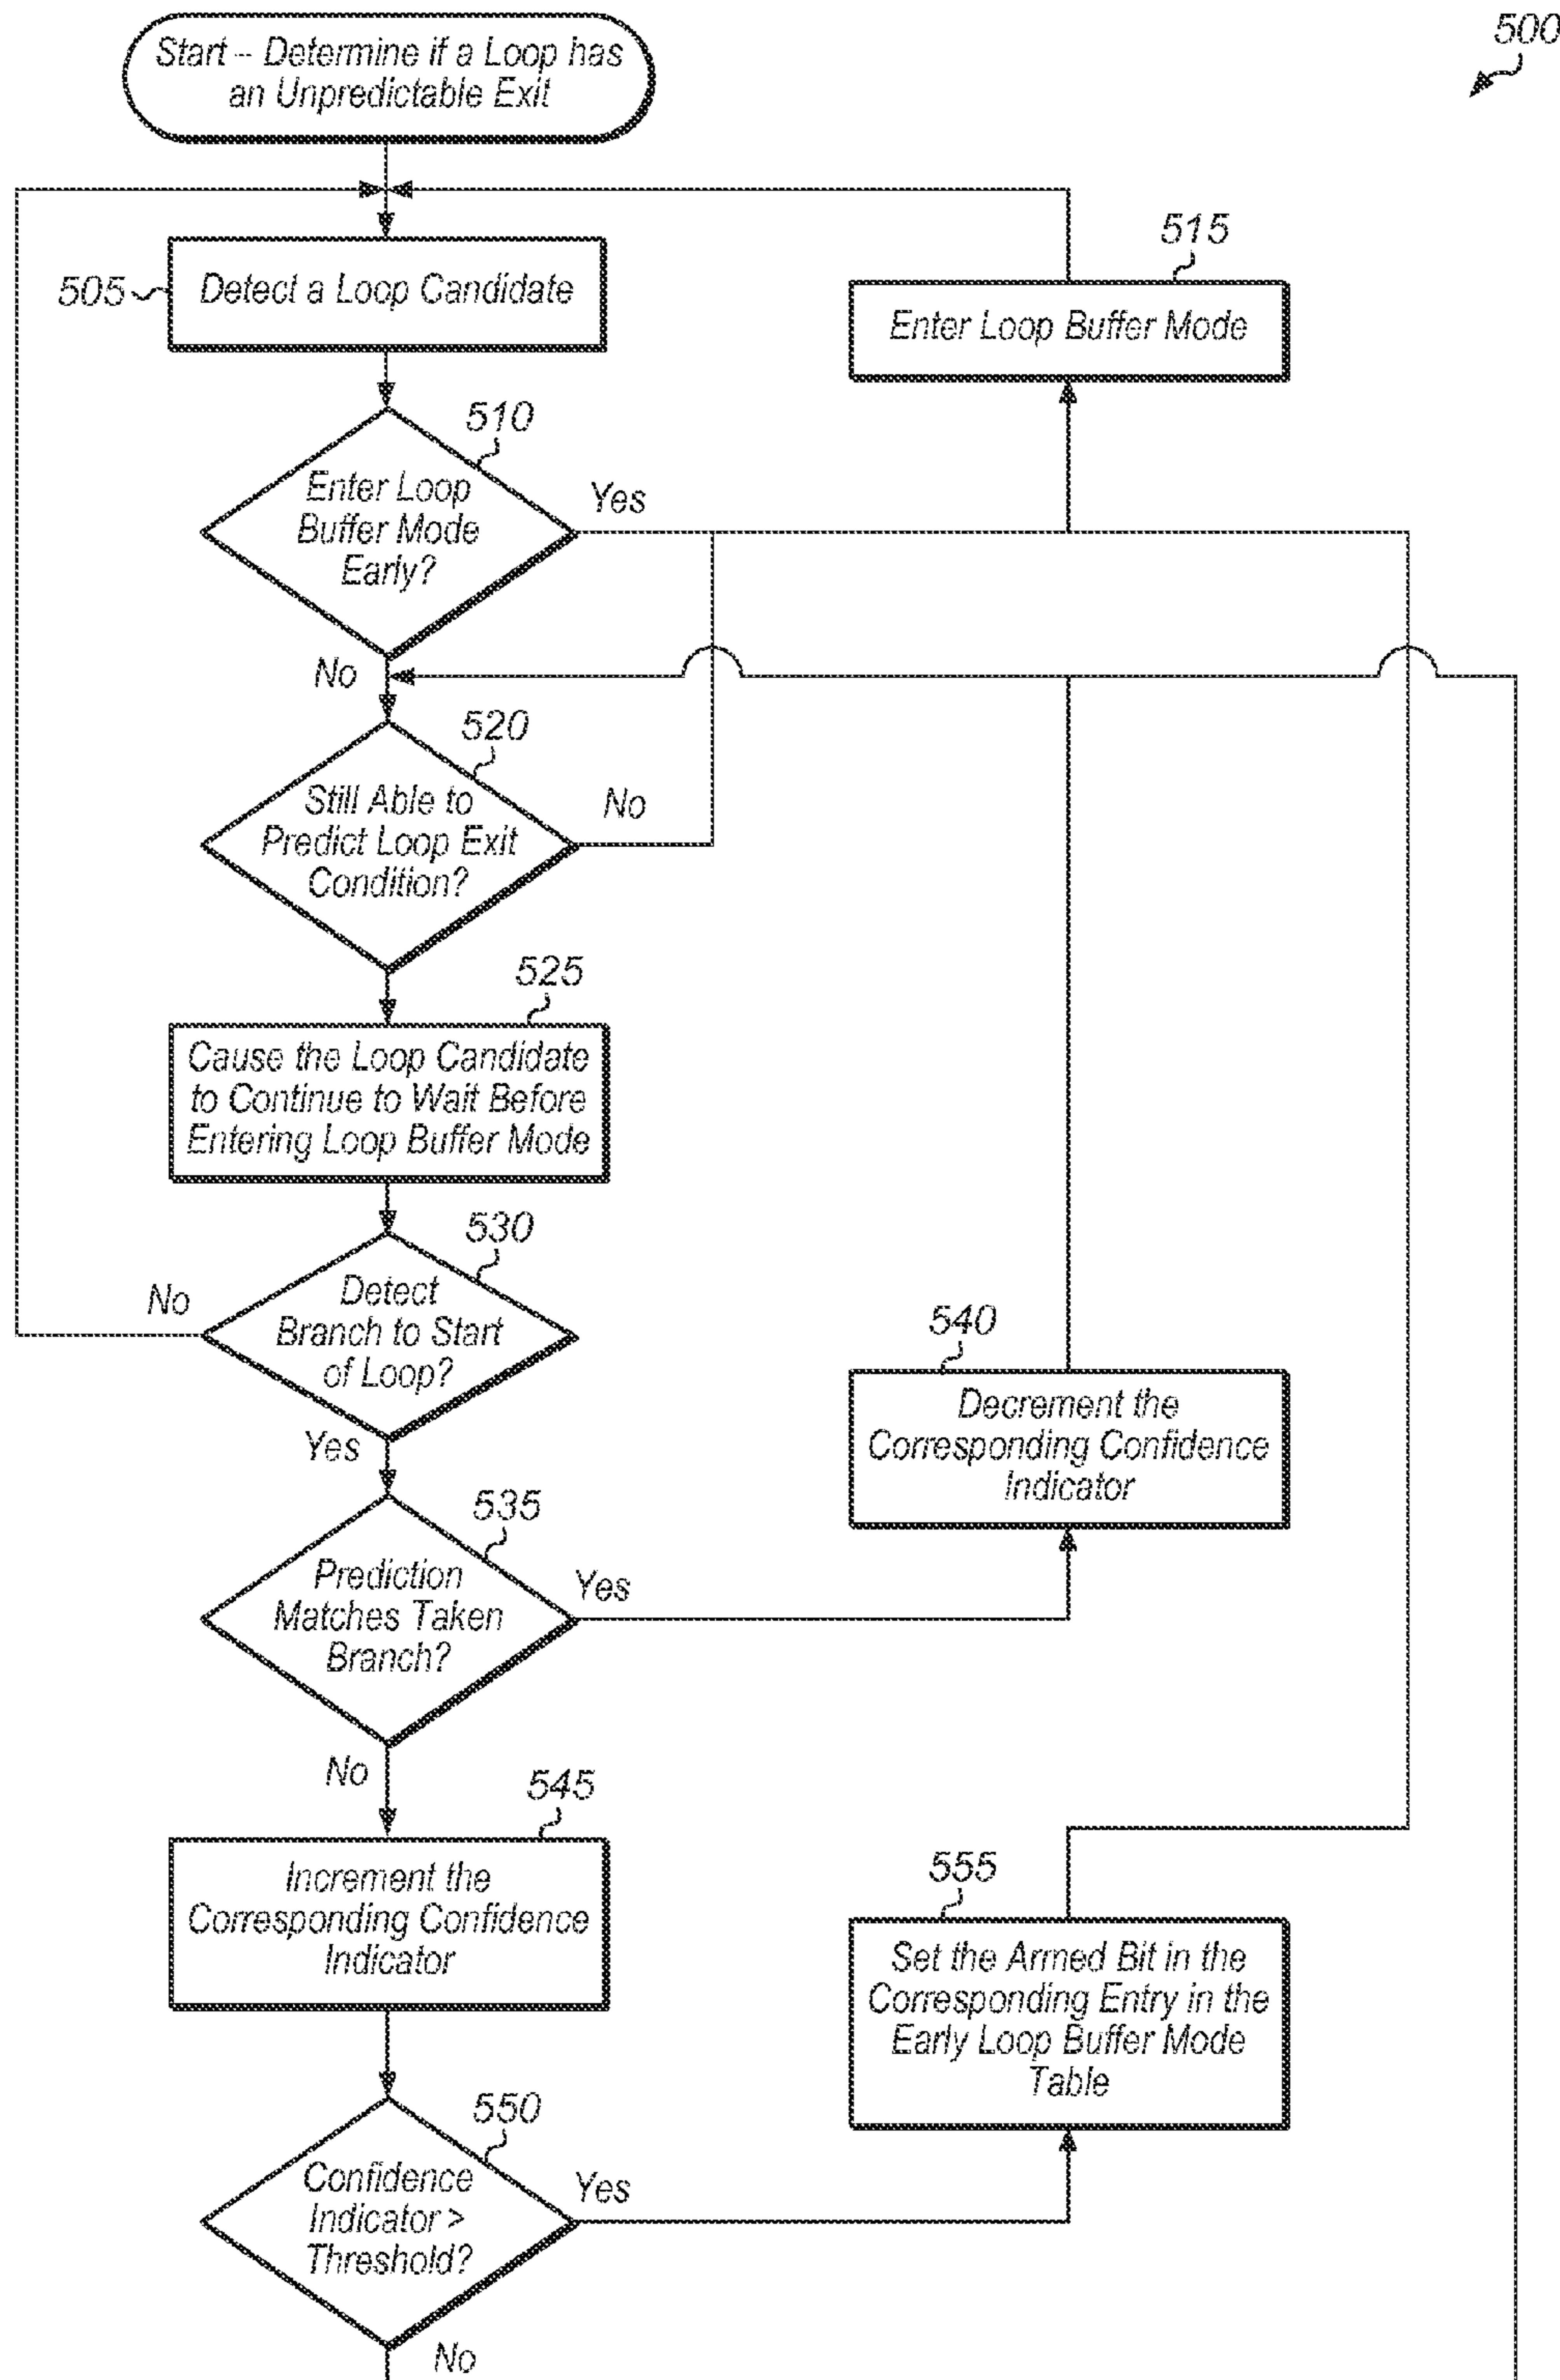 500
Start -- Determine if a Loop has
an Unpredictable Exit
505
Detect a Loop Candidate
515
Enter Loop Buffer Mode
510
Enter Loop
Buffer Mode
Early?
Yes
No
520
Still Able to
Predict Loop Exit
Condition?
No
525
Cause the Loop Candidate
to Continue to Wait Before
Entering Loop Buffer Mode
530
Detect
Branch to Start
of Loop?
No
Yes
535
Prediction
Matches Taken
Branch?
Yes
No
540
Decrement the
Corresponding Confidence
Indicator
545
Increment the
Corresponding Confidence
Indicator
550
Confidence
Indicator >
Threshold?
Yes
No
555
Set the Armed Bit in the
Corresponding Entry in the
Early Loop Buffer Mode
Table